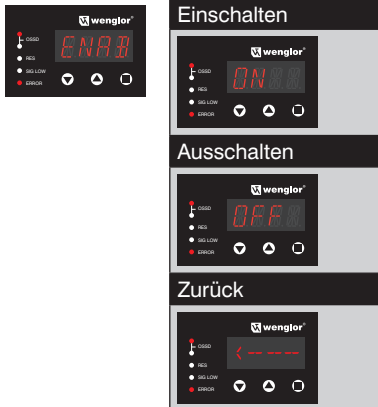 wenglor®
OSSD
ENAB
RES
SIG LOW
ERROR
Einschalten
wenglor®
OSSD
ON
RES
SIG LOW
ERROR
Ausschalten
wenglor®
OSSD
OFF
RES
SIG LOW
ERROR
Zurück
wenglor®
OSSD
<----
RES
SIG LOW
ERROR